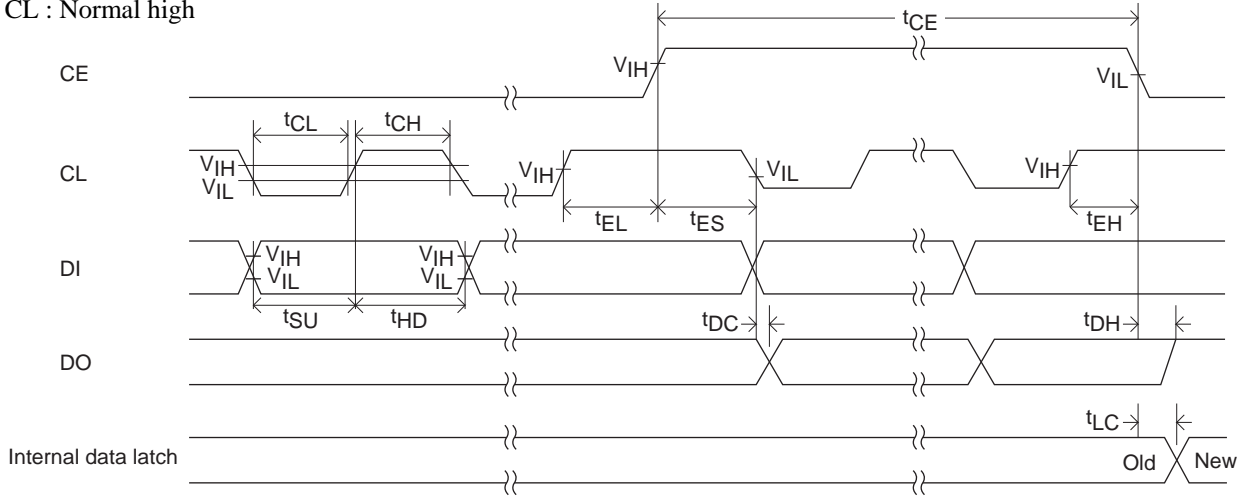 CL : Normal high
tCE
CE
VIH
VIL
tCL
tCH
CL
VIH
VIL
VIH
VIL
VIH
tEL
tES
tEH
DI
VIH
VIL
VIH
VIL
tSU
tHD
tDC
tDH
DO
tLC
Internal data latch
Old
New